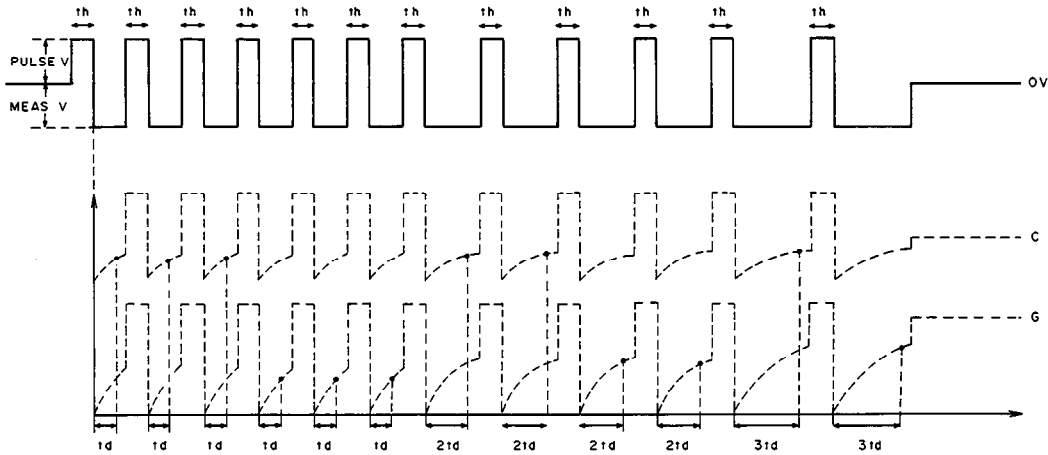 th th th th th th th th th th th th
PULSE V
MEAS V
OV
C
G
td td td td td td 2td 2td 2td 2td 3td 3td